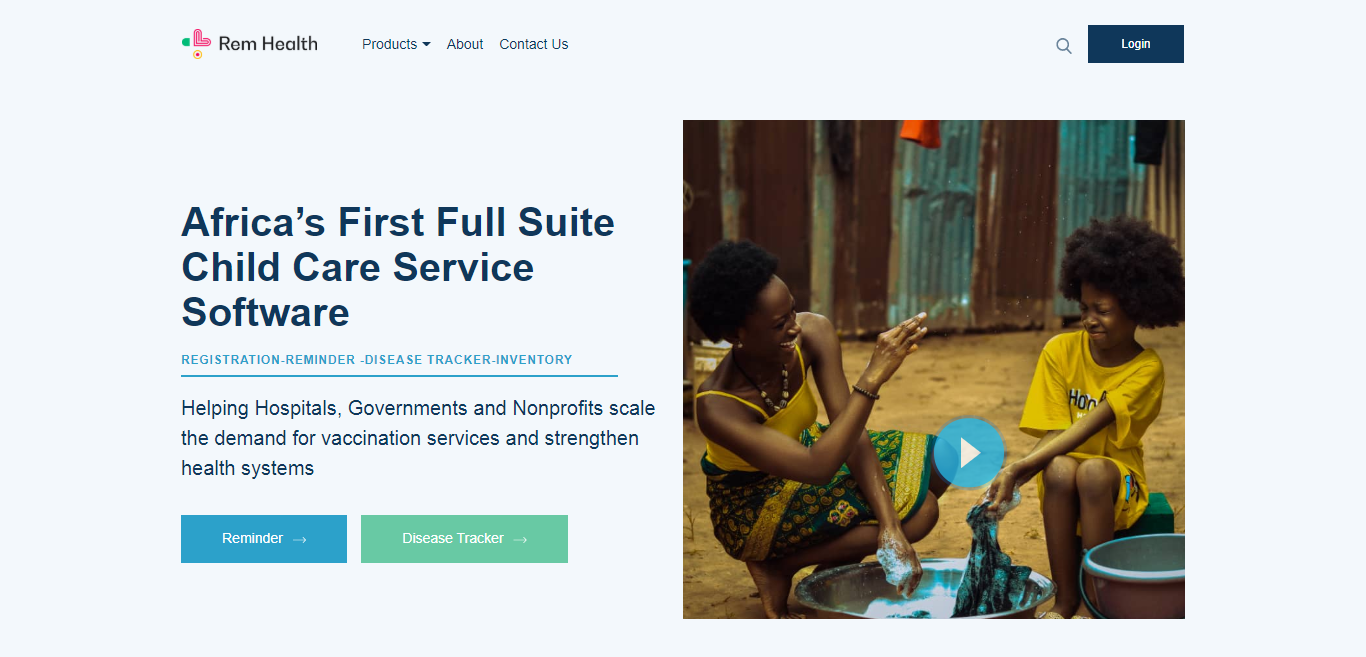 Rem Health
Products
About
Contact Us
Login
Africa’s First Full Suite
Child Care Service
Software
REGISTRATION-REMINDER -DISEASE TRACKER-INVENTORY
Helping Hospitals, Governments and Nonprofits scale
the demand for vaccination services and strengthen
health systems
Reminder →
Disease Tracker →